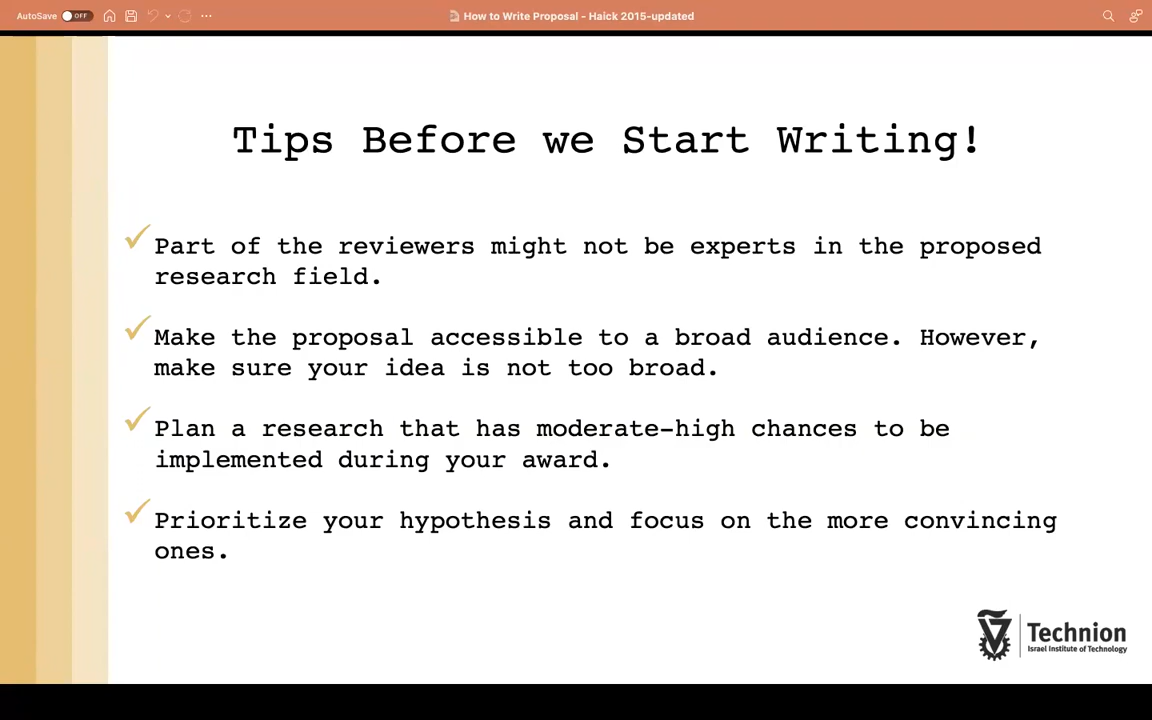 AutoSave OFF
How to Write Proposal - Haick 2015-updated
Tips Before we Start Writing!
Part of the reviewers might not be experts in the proposed
research field.
Make the proposal accessible to a broad audience. However,
make sure your idea is not too broad.
Plan a research that has moderate-high chances to be
implemented during your award.
Prioritize your hypothesis and focus on the more convincing
ones.
Technion
Israel Institute of Technology